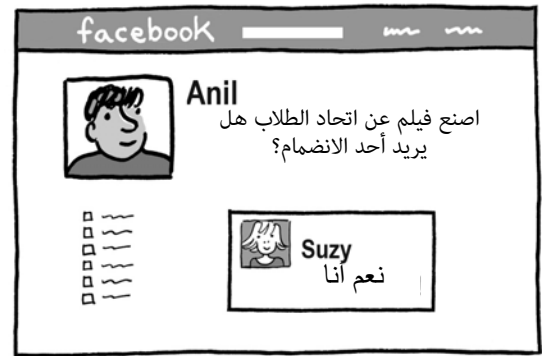 facebook
Anil
اصنع فيلم عن اتحاد الطلاب هل
يريد أحد الانضمام؟
Suzy
نعم أنا